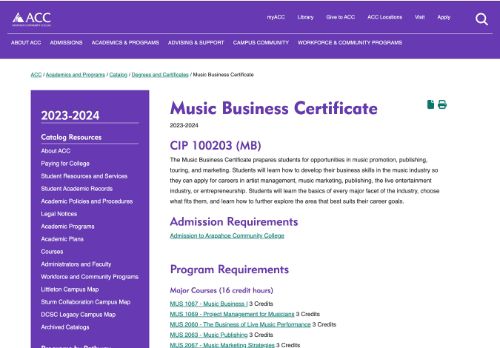 ACC
myACC Library Give to ACC ACC Locations Visit Apply
ABOUT ACC ADMISSIONS ACADEMICS & PROGRAMS ADVISING & SUPPORT CAMPUS COMMUNITY WORKFORCE & COMMUNITY PROGRAMS
ACC / Academics and Programs / Catalog / Degrees and Certificates / Music Business Certificate
2023-2024
Catalog Resources
About ACC
Paying for College
Student Resources and Services
Student Academic Records
Academic Policies and Procedures
Legal Notices
Academic Programs
Academic Plans
Courses
Administrators and Faculty
Workforce and Community Programs
Littleton Campus Map
Sturm Collaboration Campus Map
DCSC Legacy Campus Map
Archived Catalogs
Music Business Certificate
2023-2024
CIP 100203 (MB)
The Music Business Certificate prepares students for opportunities in music promotion, publishing,
touring, and marketing. Students will learn how to develop their business skills in the music industry so
they can apply for careers in artist management, music marketing, publishing, the live entertainment
industry, or entrepreneurship. Students will learn the basics of every major facet of the industry, choose
what fits them, and learn how to further explore the area that best suits their career goals.
Admission Requirements
Admission to Arapahoe Community College
Program Requirements
Major Courses (16 credit hours)
MUS 1067 - Music Business I 3 Credits
MUS 1069 - Project Management for Musicians 3 Credits
MUS 2060 - The Business of Live Music Performance 3 Credits
MUS 2063 - Music Publishing 3 Credits
MUS 2067 - Music Marketing Strategies 3 Credits